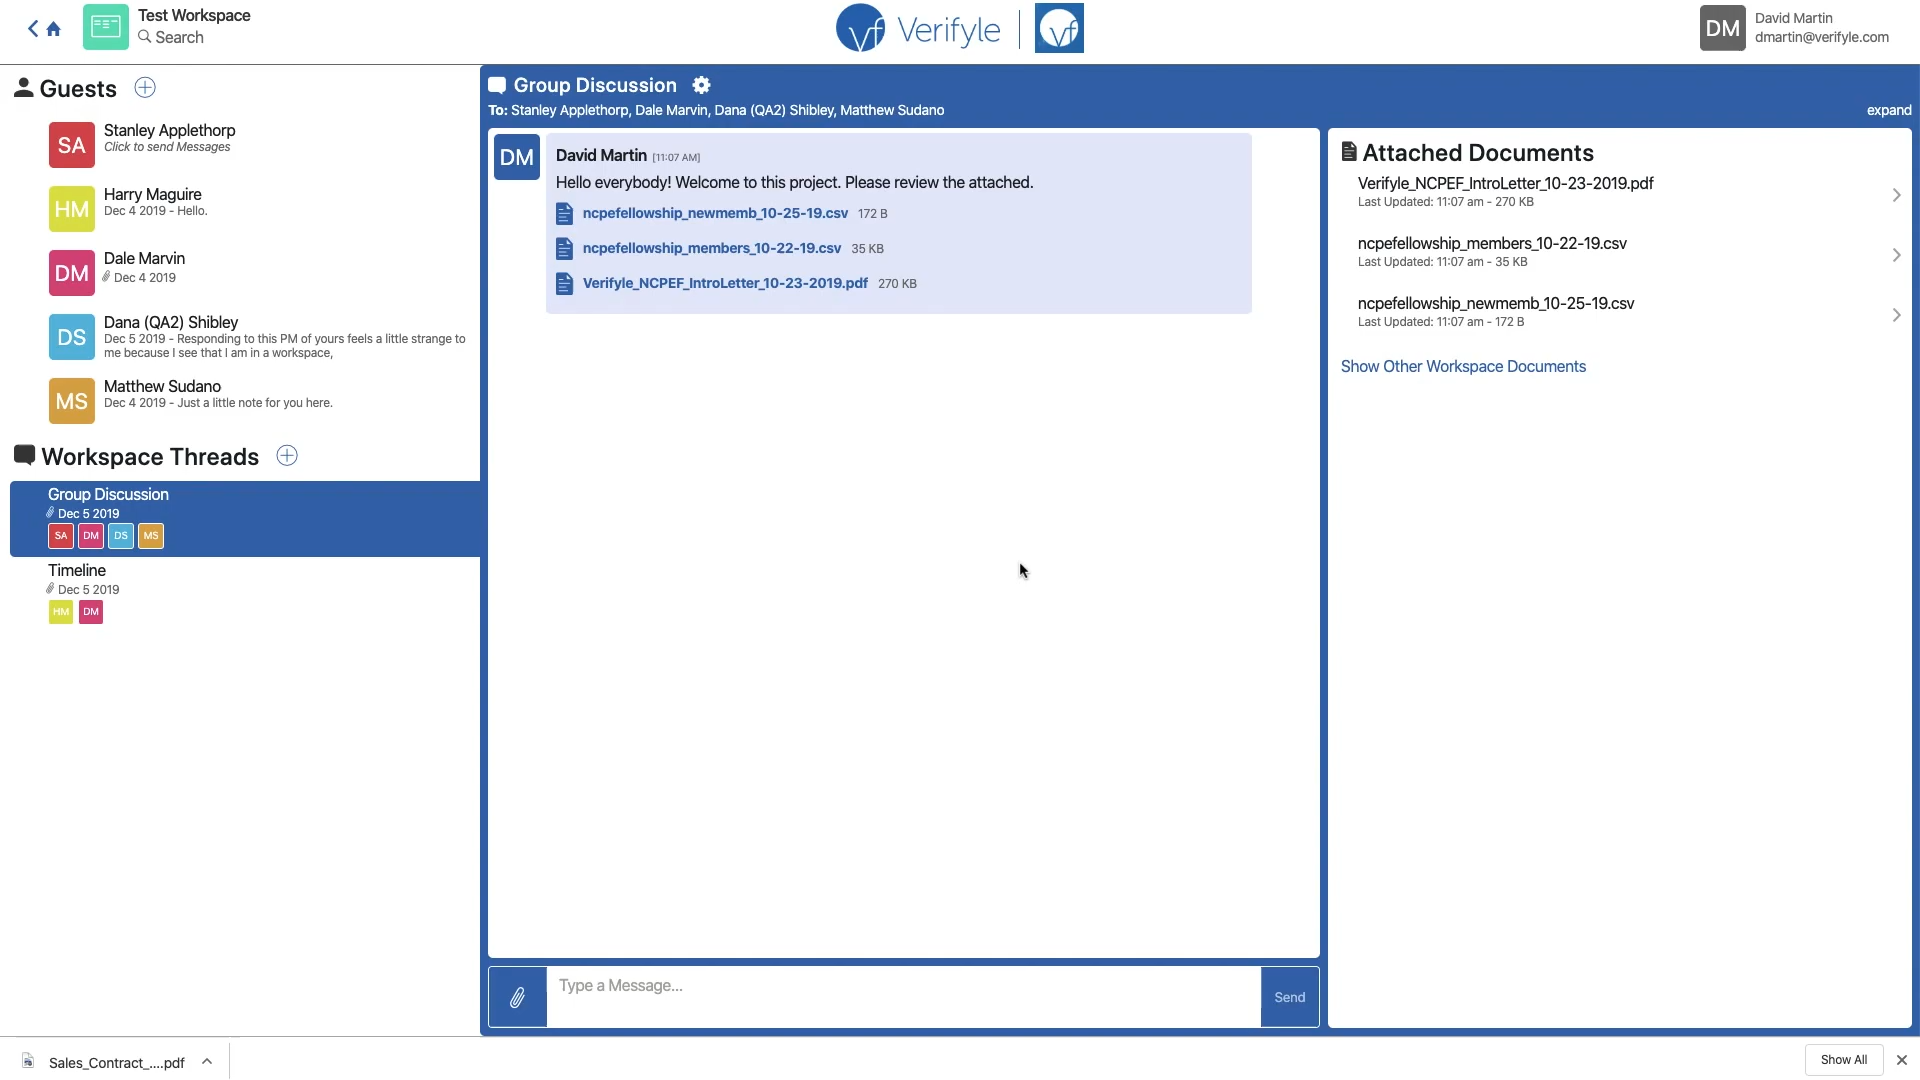 Test Workspace
Search
vf Verifyle
vf
DM
David Martin
dmartin@verifyle.com
Guests
SA
Stanley Applethorp
Click to send Messages
HM
Harry Maguire
Dec 4 2019 - Hello.
DM
Dale Marvin
Dec 4 2019
DS
Dana (QA2) Shibley
Dec 5 2019 - Responding to this PM of yours feels a little strange to
me because I see that I am in a workspace,
MS
Matthew Sudano
Dec 4 2019 - Just a little note for you here.
Workspace Threads
Group Discussion
Dec 5 2019
SA DM DS MS
Timeline
Dec 5 2019
HM DM
Group Discussion
To: Stanley Applethorp, Dale Marvin, Dana (QA2) Shibley, Matthew Sudano
expand
DM
David Martin [11:07 AM]
Hello everybody! Welcome to this project. Please review the attached.
ncpefellowship_newmemb_10-25-19.csv 172 B
ncpefellowship_members_10-22-19.csv 35 KB
Verifyle_NCPEF_IntroLetter_10-23-2019.pdf 270 KB
Type a Message...
Send
Attached Documents
Verifyle_NCPEF_IntroLetter_10-23-2019.pdf
Last Updated: 11:07 am - 270 KB
ncpefellowship_members_10-22-19.csv
Last Updated: 11:07 am - 35 KB
ncpefellowship_newmemb_10-25-19.csv
Last Updated: 11:07 am - 172 B
Show Other Workspace Documents
Sales_Contract_....pdf
Show All